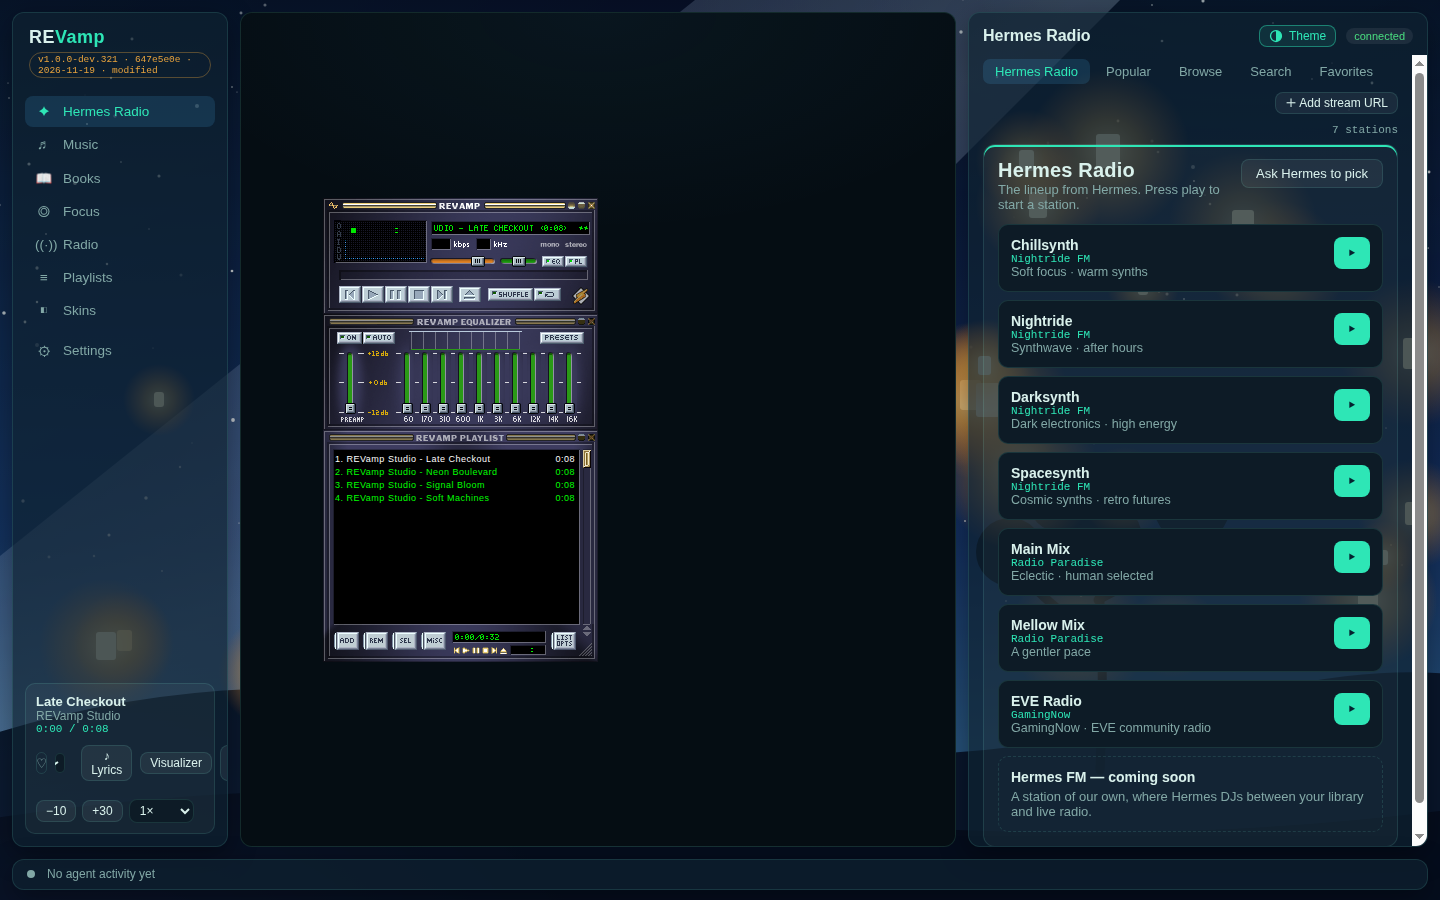 REVamp
v1.0.0-dev.321 · 647e5e0e ·
2026-11-19 · modified
Hermes Radio
Music
Books
Focus
Radio
Playlists
Skins
Settings
Late Checkout
REVamp Studio
0:00 / 0:08
♪
Lyrics
Visualizer
−10
+30
1×
REVAMP
UDIO - LATE CHECKOUT (0:08) **
kbps
kHz
mono stereo
EQ
PL
SHUFFLE
REVAMP EQUALIZER
ON
AUTO
PRESETS
+12db
+0db
-12db
PREAMP
60 170 310 600 1K 3K 6K 12K 14K 16K
REVAMP PLAYLIST
1. REVamp Studio - Late Checkout 0:08
2. REVamp Studio - Neon Boulevard 0:08
3. REVamp Studio - Signal Bloom 0:08
4. REVamp Studio - Soft Machines 0:08
ADD
REM
SEL
MISC
0:00/0:32
LIST
OPTS
Hermes Radio
Theme
connected
Hermes Radio
Popular
Browse
Search
Favorites
+ Add stream URL
7 stations
Hermes Radio
The lineup from Hermes. Press play to
start a station.
Ask Hermes to pick
Chillsynth
Nightride FM
Soft focus · warm synths
Nightride
Nightride FM
Synthwave · after hours
Darksynth
Nightride FM
Dark electronics · high energy
Spacesynth
Nightride FM
Cosmic synths · retro futures
Main Mix
Radio Paradise
Eclectic · human selected
Mellow Mix
Radio Paradise
A gentler pace
EVE Radio
GamingNow
GamingNow · EVE community radio
Hermes FM — coming soon
A station of our own, where Hermes DJs between your library
and live radio.
No agent activity yet